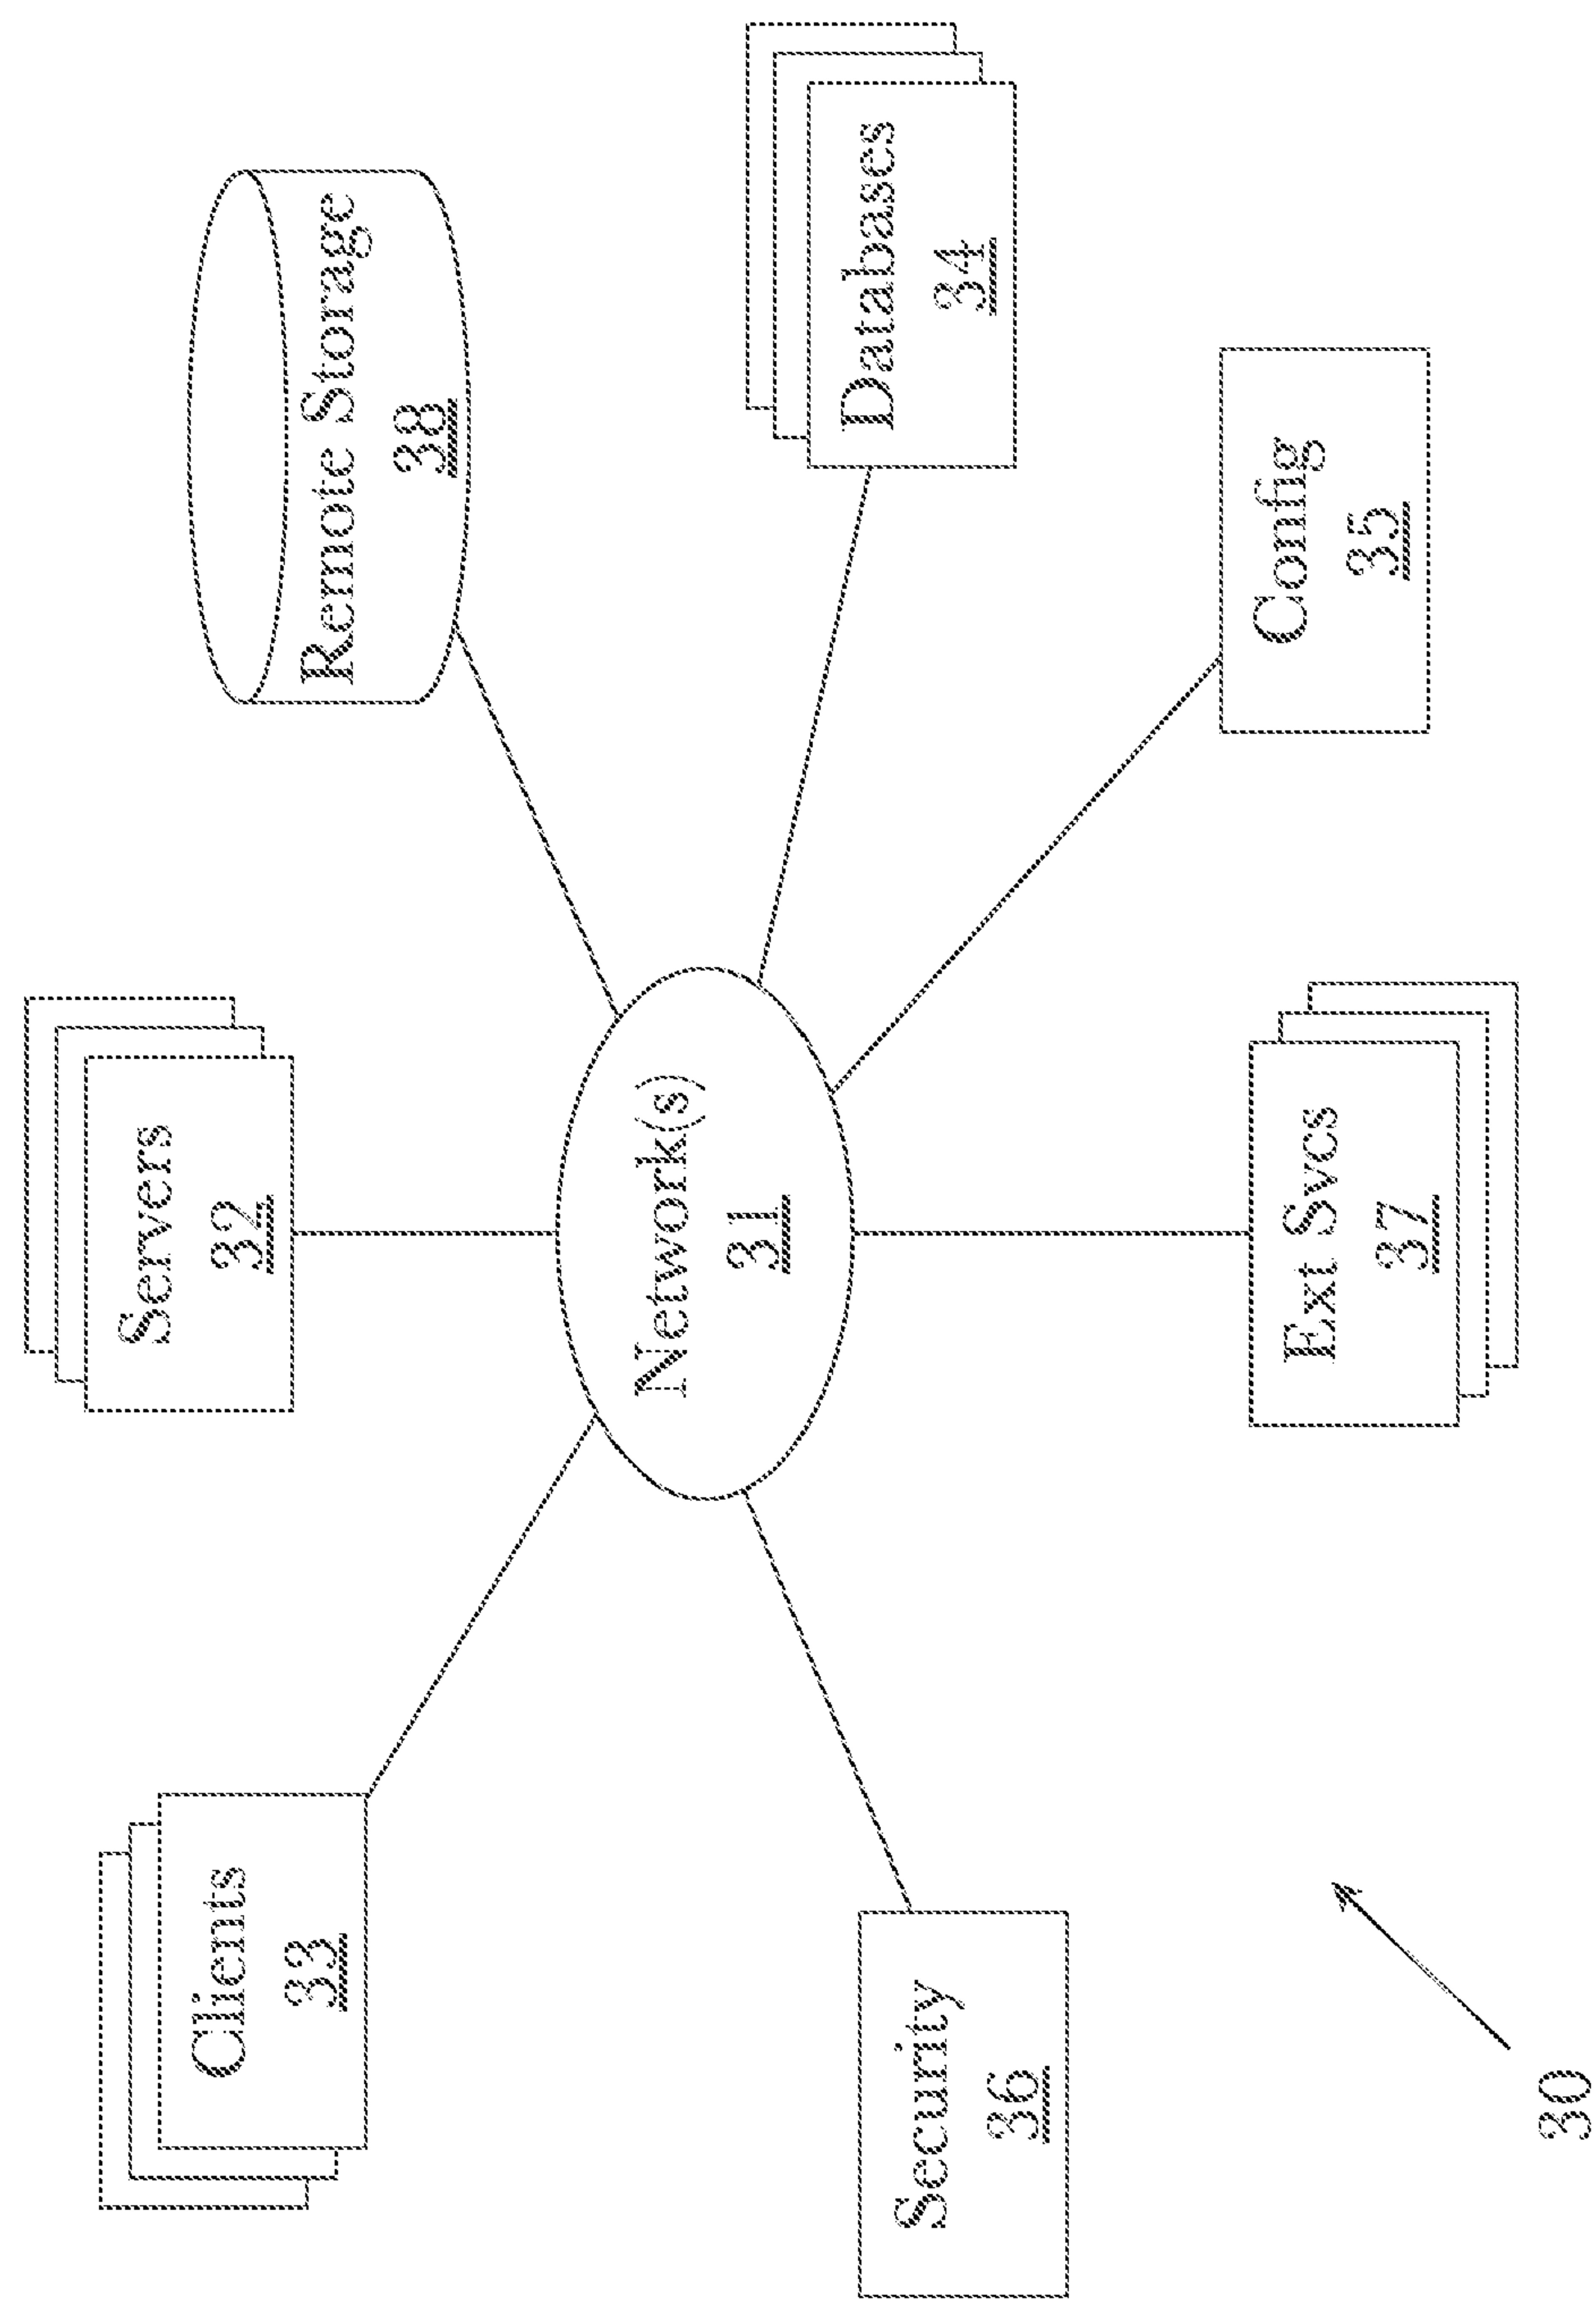 Servers
32
Clients
33
Remote Storage
38
Network(s)
31
Databases
34
Security
36
Config
35
Ext Svcs
37
30